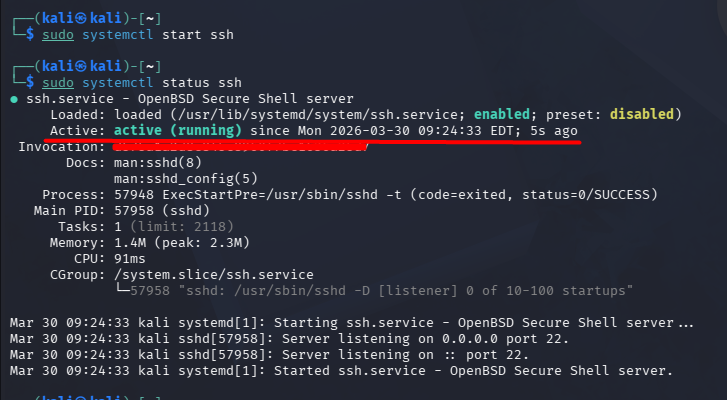 ┌──(kali㉿kali)-[~]
└─$ sudo systemctl start ssh
┌──(kali㉿kali)-[~]
└─$ sudo systemctl status ssh
● ssh.service - OpenBSD Secure Shell server
Loaded: loaded (/usr/lib/systemd/system/ssh.service; enabled; preset: disabled)
Active: active (running) since Mon 2026-03-30 09:24:33 EDT; 5s ago
Invocation:
Docs: man:sshd(8)
man:sshd_config(5)
Process: 57948 ExecStartPre=/usr/sbin/sshd -t (code=exited, status=0/SUCCESS)
Main PID: 57958 (sshd)
Tasks: 1 (limit: 2118)
Memory: 1.4M (peak: 2.3M)
CPU: 91ms
CGroup: /system.slice/ssh.service
└─57958 "sshd: /usr/sbin/sshd -D [listener] 0 of 10-100 startups"
Mar 30 09:24:33 kali systemd[1]: Starting ssh.service - OpenBSD Secure Shell server...
Mar 30 09:24:33 kali sshd[57958]: Server listening on 0.0.0.0 port 22.
Mar 30 09:24:33 kali sshd[57958]: Server listening on :: port 22.
Mar 30 09:24:33 kali systemd[1]: Started ssh.service - OpenBSD Secure Shell server.